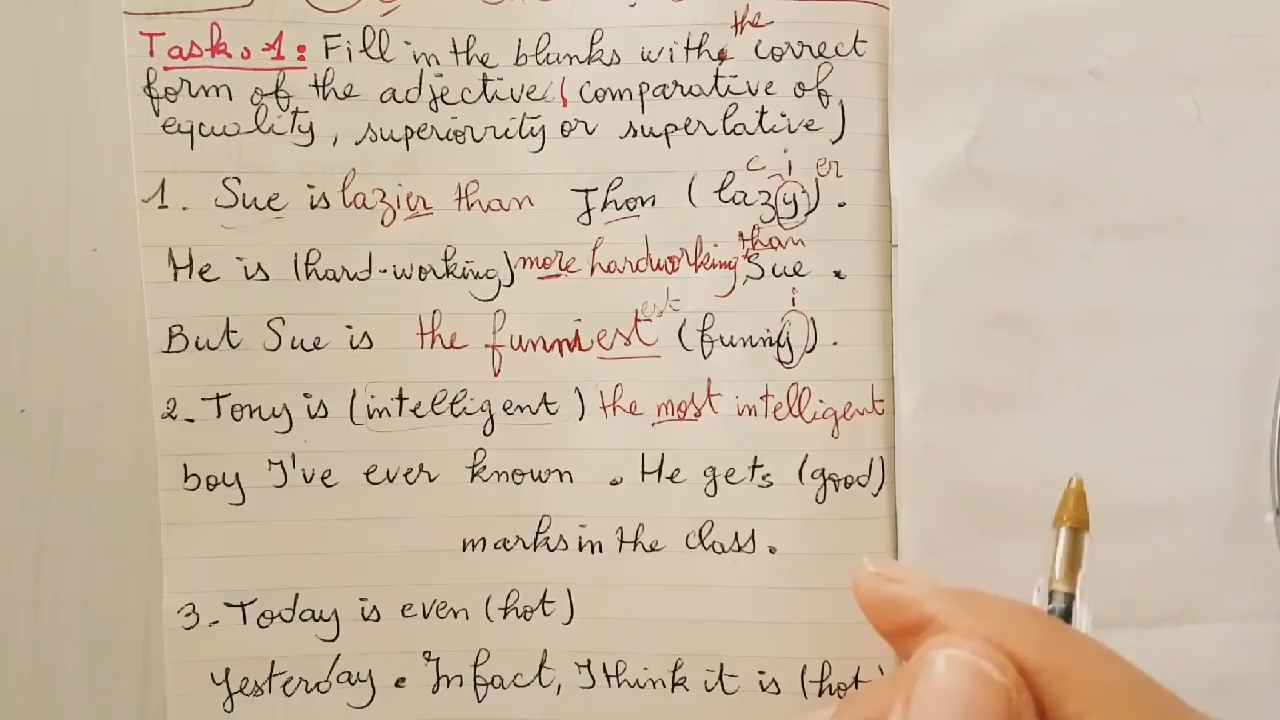 Task.1: Fill in the blanks with the correct
form of the adjective (comparative of
equality, superiority or superlative)
c i er
1. Sue is lazier than Jhon (lazy).
He is (hard-working) more hardworking than Sue.
est i
But Sue is the funniest (funny).
2. Tony is (intelligent) the most intelligent
boy I've ever known. He gets (good)
marks in the class.
3. Today is even (hot)
yesterday. In fact, I think it is (hot)